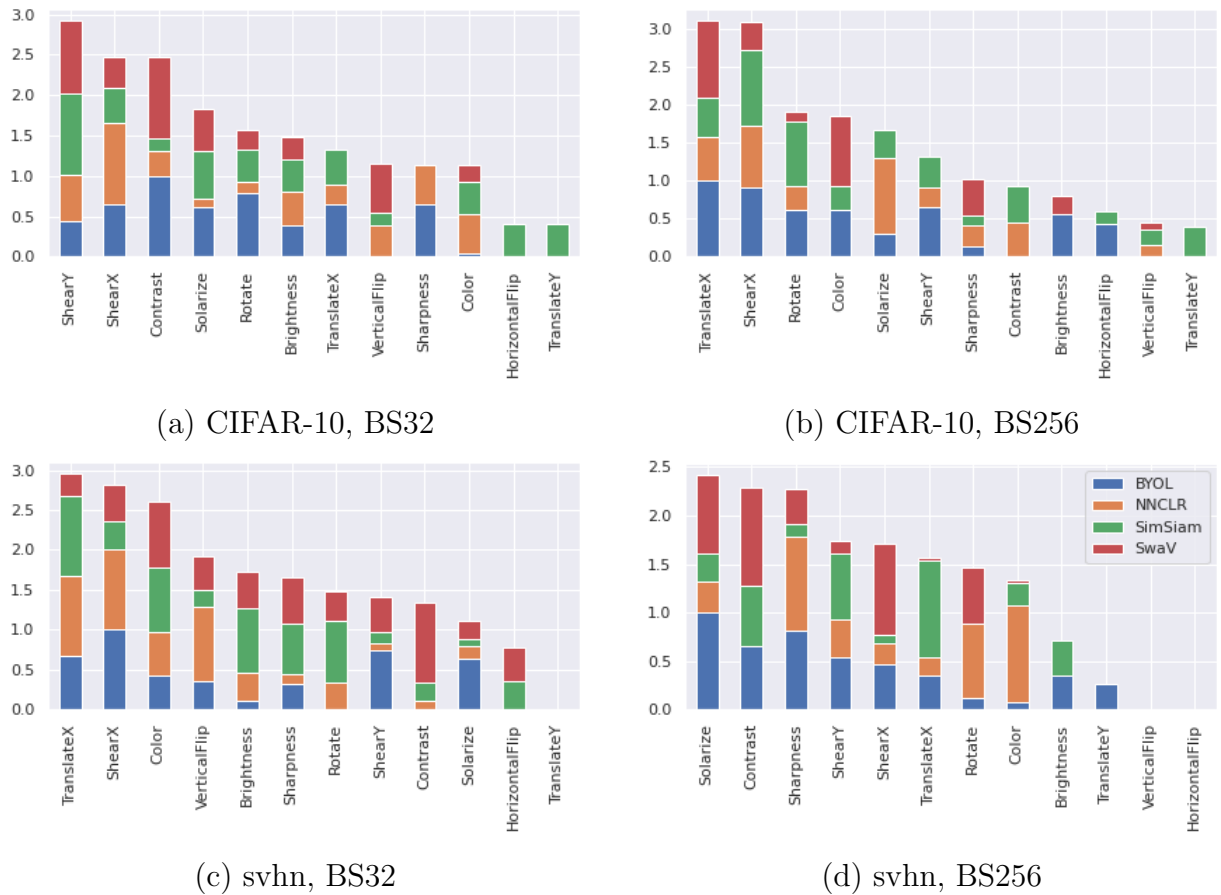 3.0
2.5
2.0
1.5
1.0
0.5
0.0
ShearY
ShearX
Contrast
Solarize
Rotate
Brightness
TranslateX
VerticalFlip
Sharpness
Color
HorizontalFlip
TranslateY
(a) CIFAR-10, BS32
3.0
2.5
2.0
1.5
1.0
0.5
0.0
TranslateX
ShearX
Rotate
Color
Solarize
ShearY
Sharpness
Contrast
Brightness
HorizontalFlip
VerticalFlip
TranslateY
(b) CIFAR-10, BS256
3.0
2.5
2.0
1.5
1.0
0.5
0.0
TranslateX
ShearX
Color
VerticalFlip
Brightness
Sharpness
Rotate
ShearY
Contrast
Solarize
HorizontalFlip
TranslateY
(c) svhn, BS32
2.5
2.0
1.5
1.0
0.5
0.0
BYOL
NNCLR
SimSiam
SwaV
Solarize
Contrast
Sharpness
ShearY
ShearX
TranslateX
Rotate
Color
Brightness
TranslateY
VerticalFlip
HorizontalFlip
(d) svhn, BS256